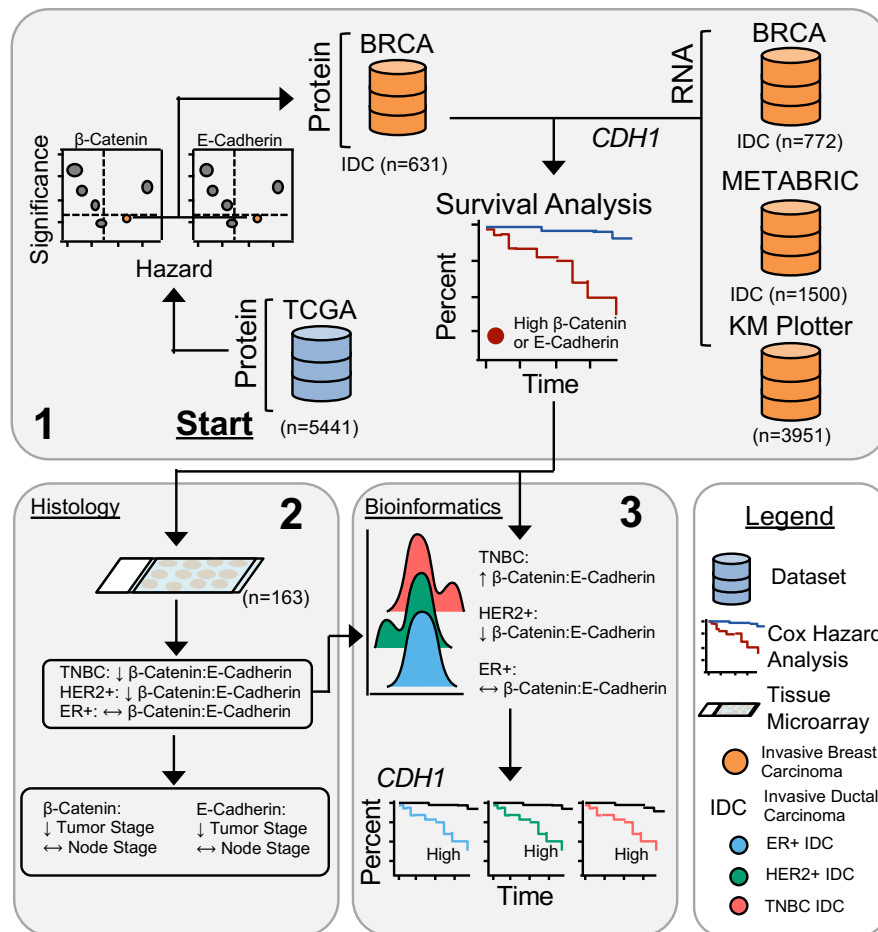 β-Catenin
E-Cadherin
Significance
Hazard
Protein
BRCA
IDC (n=631)
CDH1
RNA
BRCA
IDC (n=772)
METABRIC
IDC (n=1500)
KM Plotter
(n=3951)
Survival Analysis
Percent
High β-Catenin
or E-Cadherin
Time
Protein
TCGA
(n=5441)
Start
1
Histology
2
(n=163)
TNBC: ↓ β-Catenin:E-Cadherin
HER2+: ↓ β-Catenin:E-Cadherin
ER+: ↔ β-Catenin:E-Cadherin
β-Catenin:
↓ Tumor Stage
↔ Node Stage
E-Cadherin:
↓ Tumor Stage
↔ Node Stage
Bioinformatics
3
TNBC:
↑ β-Catenin:E-Cadherin
HER2+:
↓ β-Catenin:E-Cadherin
ER+:
↔ β-Catenin:E-Cadherin
CDH1
Percent
High
High
High
Time
Legend
Dataset
Cox Hazard
Analysis
Tissue
Microarray
Invasive Breast
Carcinoma
IDC Invasive Ductal
Carcinoma
ER+ IDC
HER2+ IDC
TNBC IDC